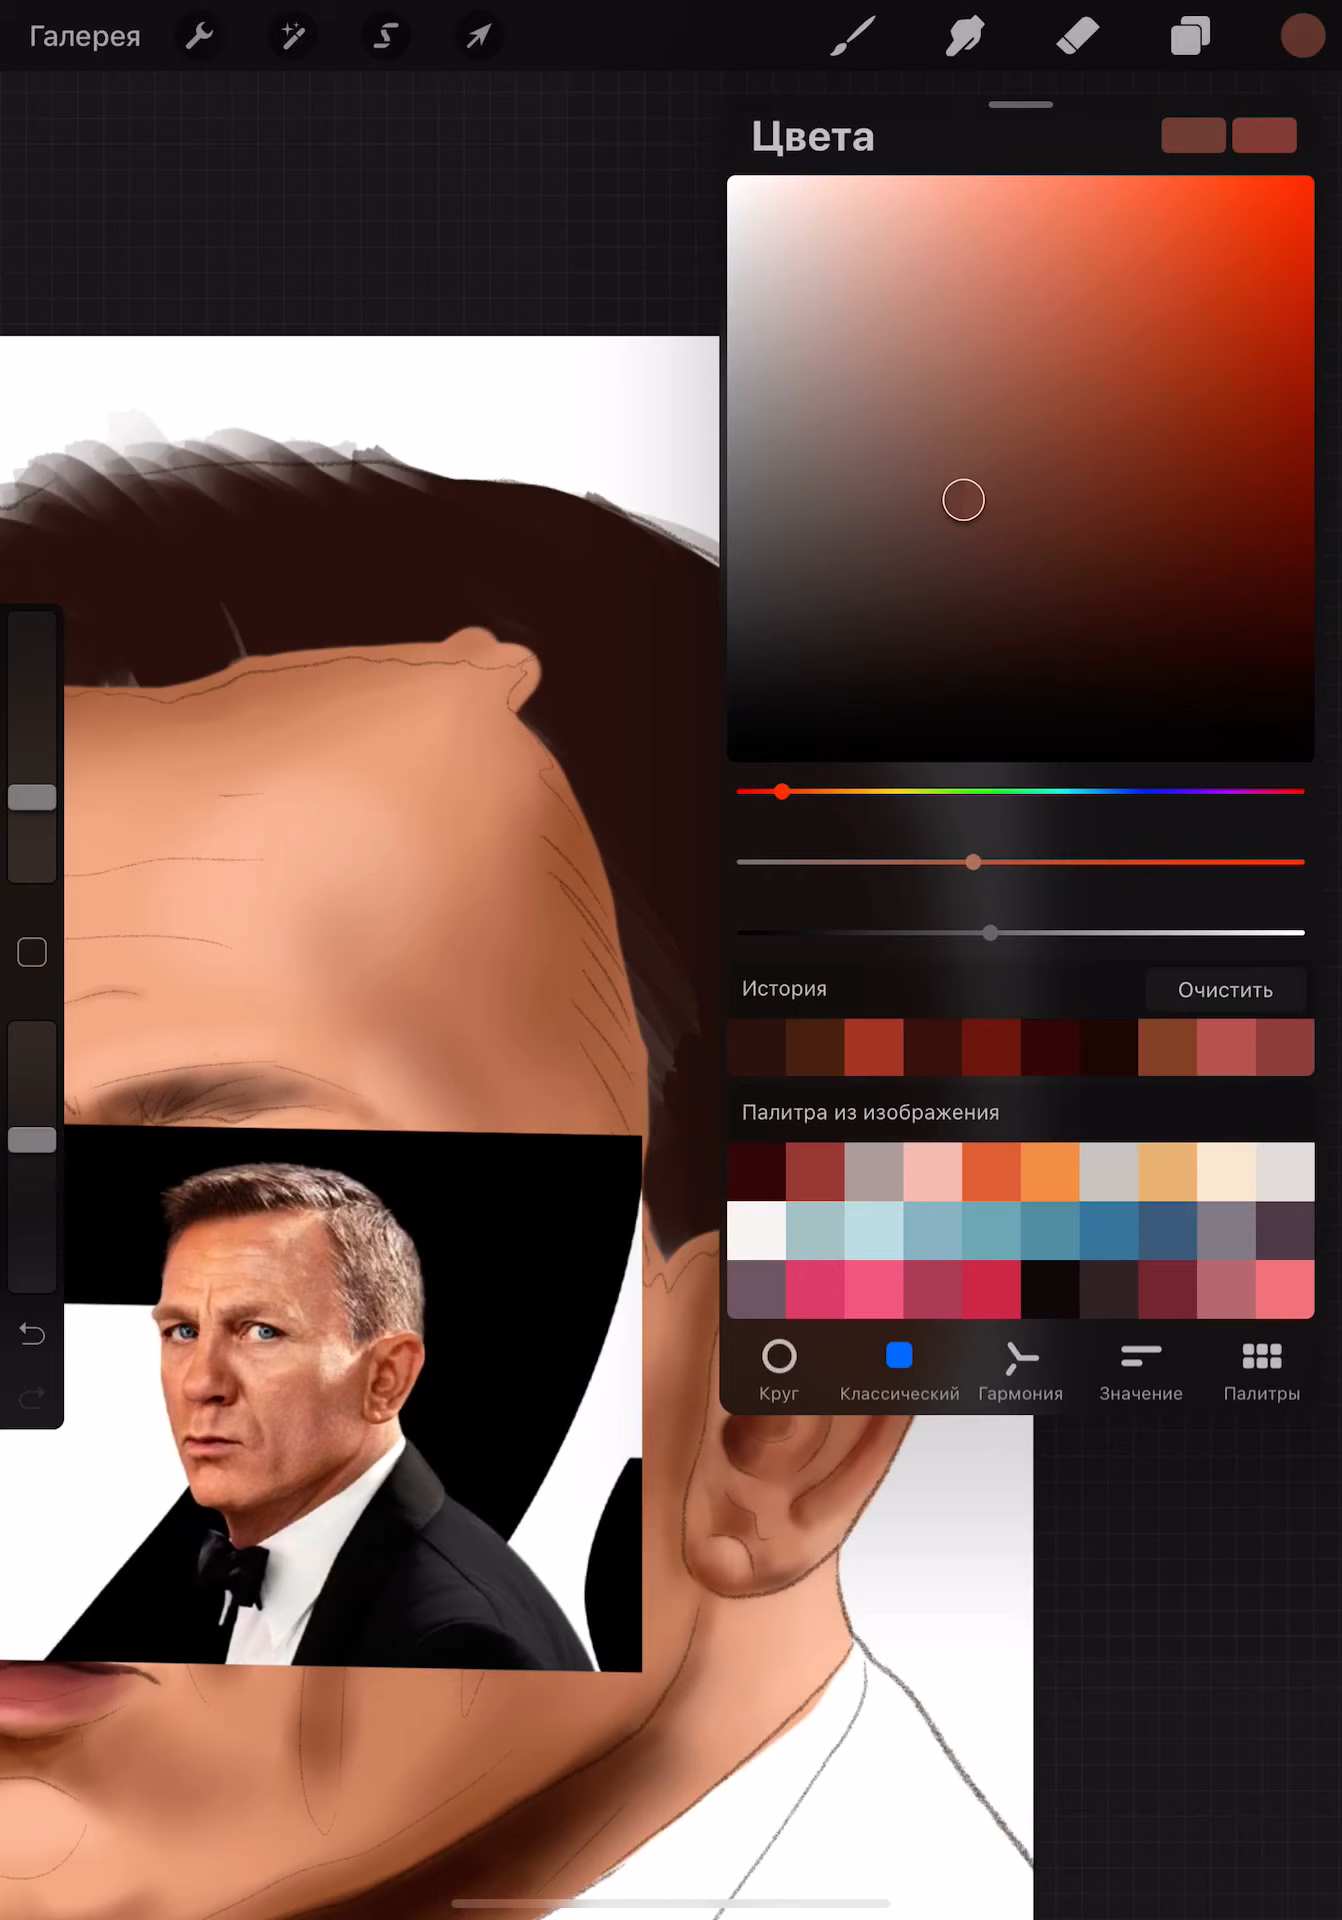 Галерея
Цвета
История
Очистить
Палитра из изображения
Круг
Классический
Гармония
Значение
Палитры